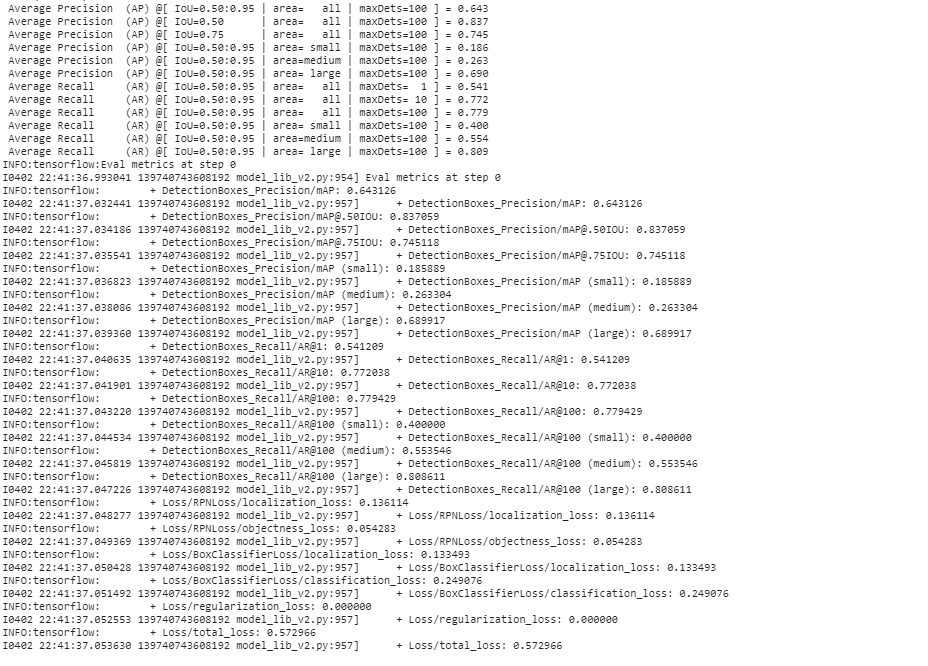 Average Precision  (AP) @[ IoU=0.50:0.95 | area=   all | maxDets=100 ] = 0.643
Average Precision  (AP) @[ IoU=0.50      | area=   all | maxDets=100 ] = 0.837
Average Precision  (AP) @[ IoU=0.75      | area=   all | maxDets=100 ] = 0.745
Average Precision  (AP) @[ IoU=0.50:0.95 | area= small | maxDets=100 ] = 0.186
Average Precision  (AP) @[ IoU=0.50:0.95 | area=medium | maxDets=100 ] = 0.263
Average Precision  (AP) @[ IoU=0.50:0.95 | area= large | maxDets=100 ] = 0.690
Average Recall     (AR) @[ IoU=0.50:0.95 | area=   all | maxDets=  1 ] = 0.541
Average Recall     (AR) @[ IoU=0.50:0.95 | area=   all | maxDets= 10 ] = 0.772
Average Recall     (AR) @[ IoU=0.50:0.95 | area=   all | maxDets=100 ] = 0.779
Average Recall     (AR) @[ IoU=0.50:0.95 | area= small | maxDets=100 ] = 0.400
Average Recall     (AR) @[ IoU=0.50:0.95 | area=medium | maxDets=100 ] = 0.554
Average Recall     (AR) @[ IoU=0.50:0.95 | area= large | maxDets=100 ] = 0.809
INFO:tensorflow:Eval metrics at step 0
I0402 22:41:36.993041 139740743608192 model_lib_v2.py:954] Eval metrics at step 0
INFO:tensorflow:        + DetectionBoxes_Precision/mAP: 0.643126
I0402 22:41:37.032441 139740743608192 model_lib_v2.py:957]      + DetectionBoxes_Precision/mAP: 0.643126
INFO:tensorflow:        + DetectionBoxes_Precision/mAP@.50IOU: 0.837059
I0402 22:41:37.034186 139740743608192 model_lib_v2.py:957]      + DetectionBoxes_Precision/mAP@.50IOU: 0.837059
INFO:tensorflow:        + DetectionBoxes_Precision/mAP@.75IOU: 0.745118
I0402 22:41:37.035541 139740743608192 model_lib_v2.py:957]      + DetectionBoxes_Precision/mAP@.75IOU: 0.745118
INFO:tensorflow:        + DetectionBoxes_Precision/mAP (small): 0.185889
I0402 22:41:37.036823 139740743608192 model_lib_v2.py:957]      + DetectionBoxes_Precision/mAP (small): 0.185889
INFO:tensorflow:        + DetectionBoxes_Precision/mAP (medium): 0.263304
I0402 22:41:37.038086 139740743608192 model_lib_v2.py:957]      + DetectionBoxes_Precision/mAP (medium): 0.263304
INFO:tensorflow:        + DetectionBoxes_Precision/mAP (large): 0.689917
I0402 22:41:37.039360 139740743608192 model_lib_v2.py:957]      + DetectionBoxes_Precision/mAP (large): 0.689917
INFO:tensorflow:        + DetectionBoxes_Recall/AR@1: 0.541209
I0402 22:41:37.040635 139740743608192 model_lib_v2.py:957]      + DetectionBoxes_Recall/AR@1: 0.541209
INFO:tensorflow:        + DetectionBoxes_Recall/AR@10: 0.772038
I0402 22:41:37.041901 139740743608192 model_lib_v2.py:957]      + DetectionBoxes_Recall/AR@10: 0.772038
INFO:tensorflow:        + DetectionBoxes_Recall/AR@100: 0.779429
I0402 22:41:37.043220 139740743608192 model_lib_v2.py:957]      + DetectionBoxes_Recall/AR@100: 0.779429
INFO:tensorflow:        + DetectionBoxes_Recall/AR@100 (small): 0.400000
I0402 22:41:37.044534 139740743608192 model_lib_v2.py:957]      + DetectionBoxes_Recall/AR@100 (small): 0.400000
INFO:tensorflow:        + DetectionBoxes_Recall/AR@100 (medium): 0.553546
I0402 22:41:37.045819 139740743608192 model_lib_v2.py:957]      + DetectionBoxes_Recall/AR@100 (medium): 0.553546
INFO:tensorflow:        + DetectionBoxes_Recall/AR@100 (large): 0.808611
I0402 22:41:37.047226 139740743608192 model_lib_v2.py:957]      + DetectionBoxes_Recall/AR@100 (large): 0.808611
INFO:tensorflow:        + Loss/RPNLoss/localization_loss: 0.136114
I0402 22:41:37.048277 139740743608192 model_lib_v2.py:957]      + Loss/RPNLoss/localization_loss: 0.136114
INFO:tensorflow:        + Loss/RPNLoss/objectness_loss: 0.054283
I0402 22:41:37.049369 139740743608192 model_lib_v2.py:957]      + Loss/RPNLoss/objectness_loss: 0.054283
INFO:tensorflow:        + Loss/BoxClassifierLoss/localization_loss: 0.133493
I0402 22:41:37.050428 139740743608192 model_lib_v2.py:957]      + Loss/BoxClassifierLoss/localization_loss: 0.133493
INFO:tensorflow:        + Loss/BoxClassifierLoss/classification_loss: 0.249076
I0402 22:41:37.051492 139740743608192 model_lib_v2.py:957]      + Loss/BoxClassifierLoss/classification_loss: 0.249076
INFO:tensorflow:        + Loss/regularization_loss: 0.000000
I0402 22:41:37.052553 139740743608192 model_lib_v2.py:957]      + Loss/regularization_loss: 0.000000
INFO:tensorflow:        + Loss/total_loss: 0.572966
I0402 22:41:37.053630 139740743608192 model_lib_v2.py:957]      + Loss/total_loss: 0.572966